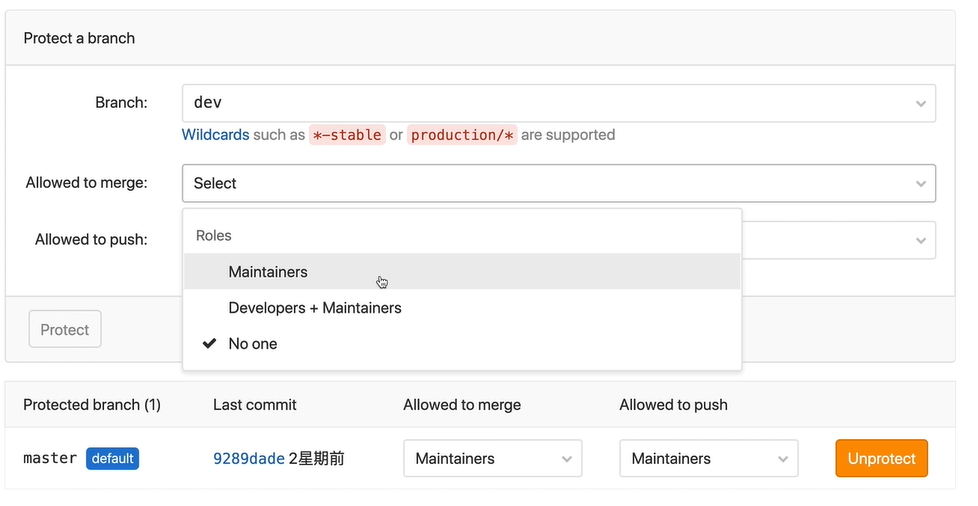 Protect a branch
Branch: dev
Wildcards such as *-stable or production/* are supported
Allowed to merge: Select
Roles
Allowed to push:
Maintainers
Developers + Maintainers
Protect
No one
Protected branch (1) Last commit Allowed to merge Allowed to push
master default 9289dade 2星期前 Maintainers Maintainers Unprotect